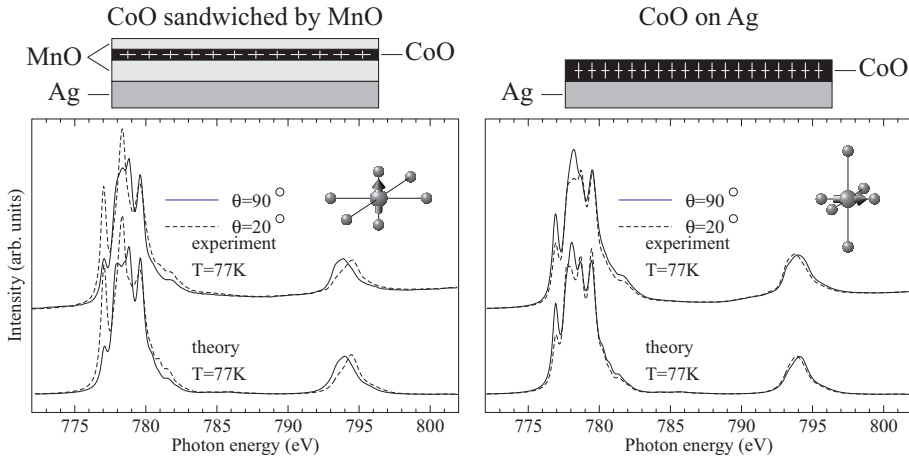 CoO sandwiched by MnO
MnO
CoO
Ag
CoO on Ag
CoO
Ag
Intensity (arb. units)
θ=90°
θ=20°
experiment
T=77K
theory
T=77K
775 780 785 790 795 800
Photon energy (eV)
θ=90°
θ=20°
experiment
T=77K
theory
T=77K
775 780 785 790 795 800
Photon energy (eV)